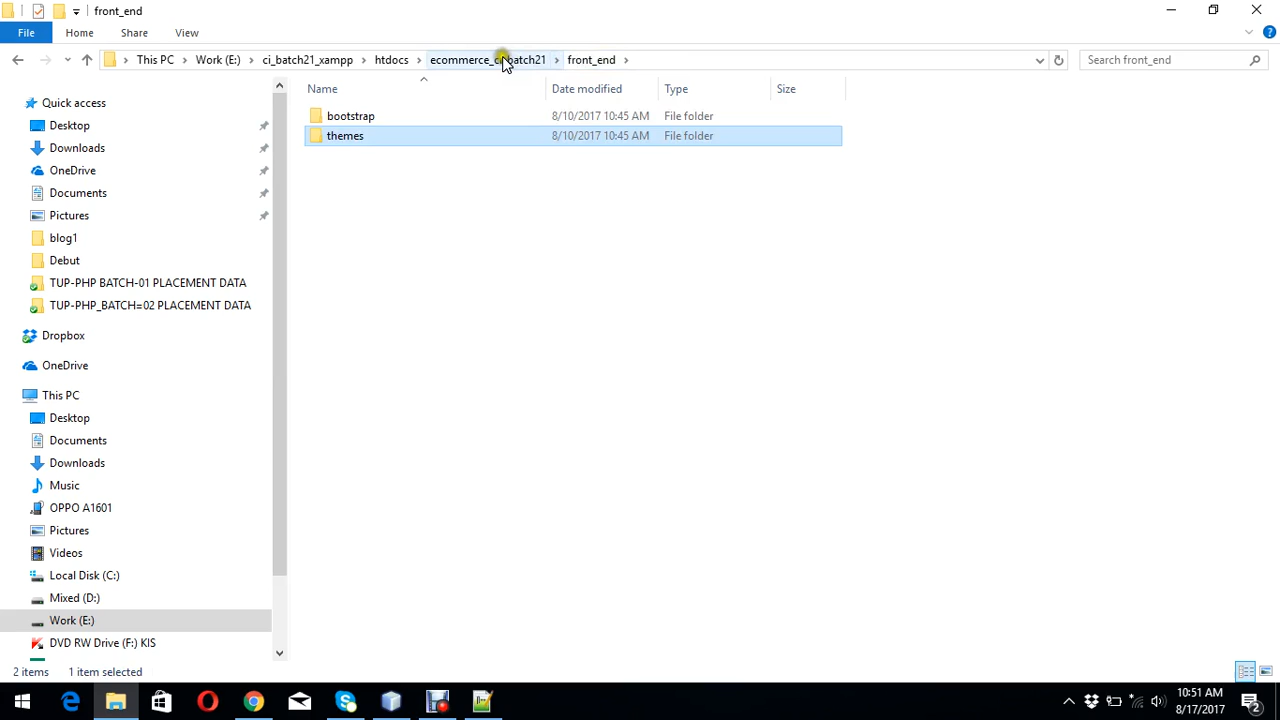 front_end
File Home Share View
This PC Work (E:) ci_batch21_xampp htdocs ecommerce_ci_batch21 front_end
Search front_end
Name Date modified Type Size
bootstrap 8/10/2017 10:45 AM File folder
themes 8/10/2017 10:45 AM File folder
Quick access
Desktop
Downloads
OneDrive
Documents
Pictures
blog1
Debut
TUP-PHP BATCH-01 PLACEMENT DATA
TUP-PHP_BATCH=02 PLACEMENT DATA
Dropbox
OneDrive
This PC
Desktop
Documents
Downloads
Music
OPPO A1601
Pictures
Videos
Local Disk (C:)
Mixed (D:)
Work (E:)
DVD RW Drive (F:) KIS
2 items 1 item selected
10:51 AM
8/17/2017
2